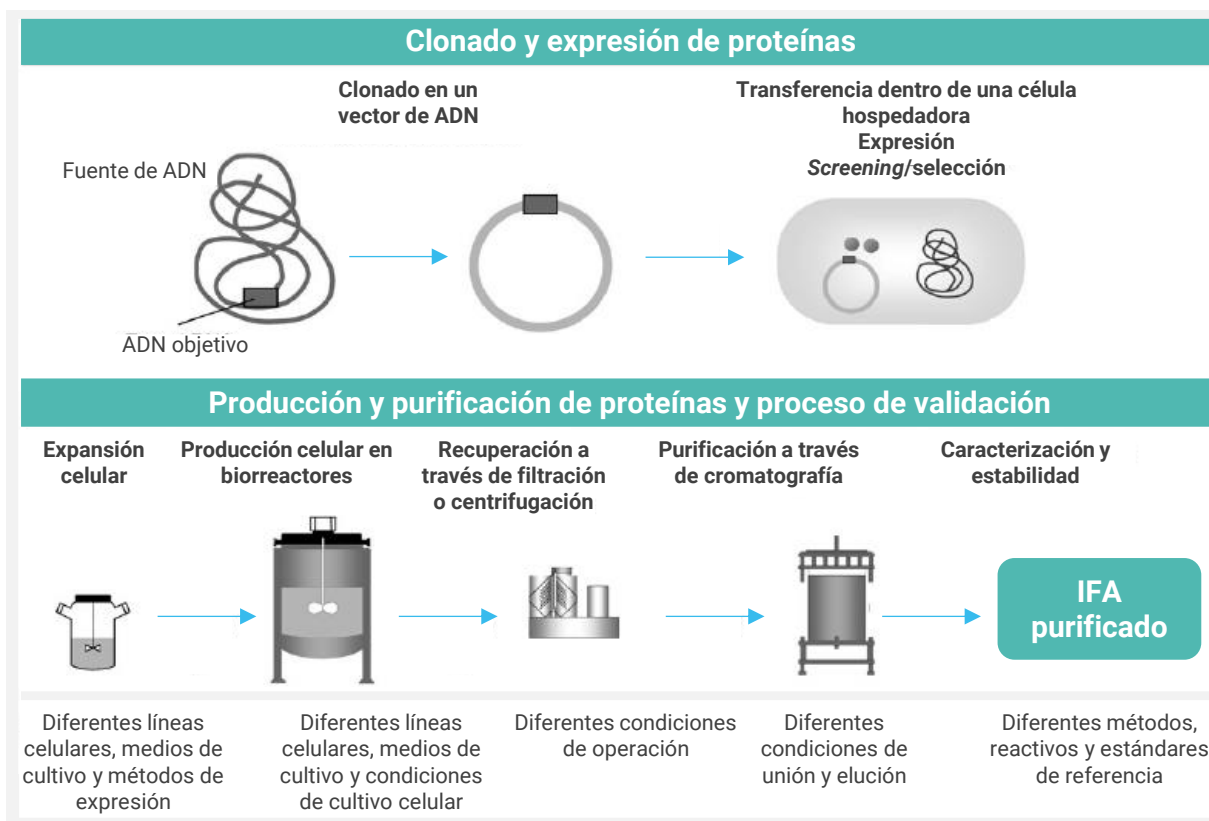 Clonado y expresión de proteínas
Clonado en un
vector de ADN
Transferencia dentro de una célula
hospedadora
Expresión
Screening/selección
Fuente de ADN
ADN objetivo
Producción y purificación de proteínas y proceso de validación
Expansión
celular
Producción celular en
biorreactores
Recuperación a
través de filtración
o centrifugación
Purificación a través
de cromatografía
Caracterización y
estabilidad
IFA
purificado
Diferentes líneas
celulares, medios de
cultivo y métodos de
expresión
Diferentes líneas
celulares, medios de
cultivo y condiciones
de cultivo celular
Diferentes condiciones
de operación
Diferentes
condiciones de
unión y elución
Diferentes métodos,
reactivos y estándares
de referencia